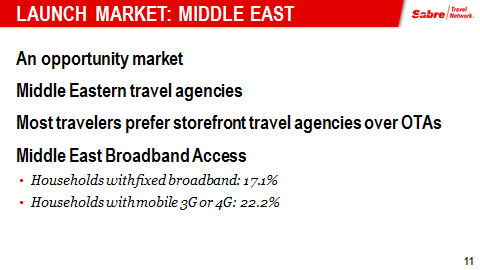 LAUNCH MARKET: MIDDLE EAST
Sabre Travel Network.
An opportunity market
Middle Eastern travel agencies
Most travelers prefer storefront travel agencies over OTAs
Middle East Broadband Access
• Households with fixed broadband: 17.1%
• Households with mobile 3G or 4G: 22.2%
11